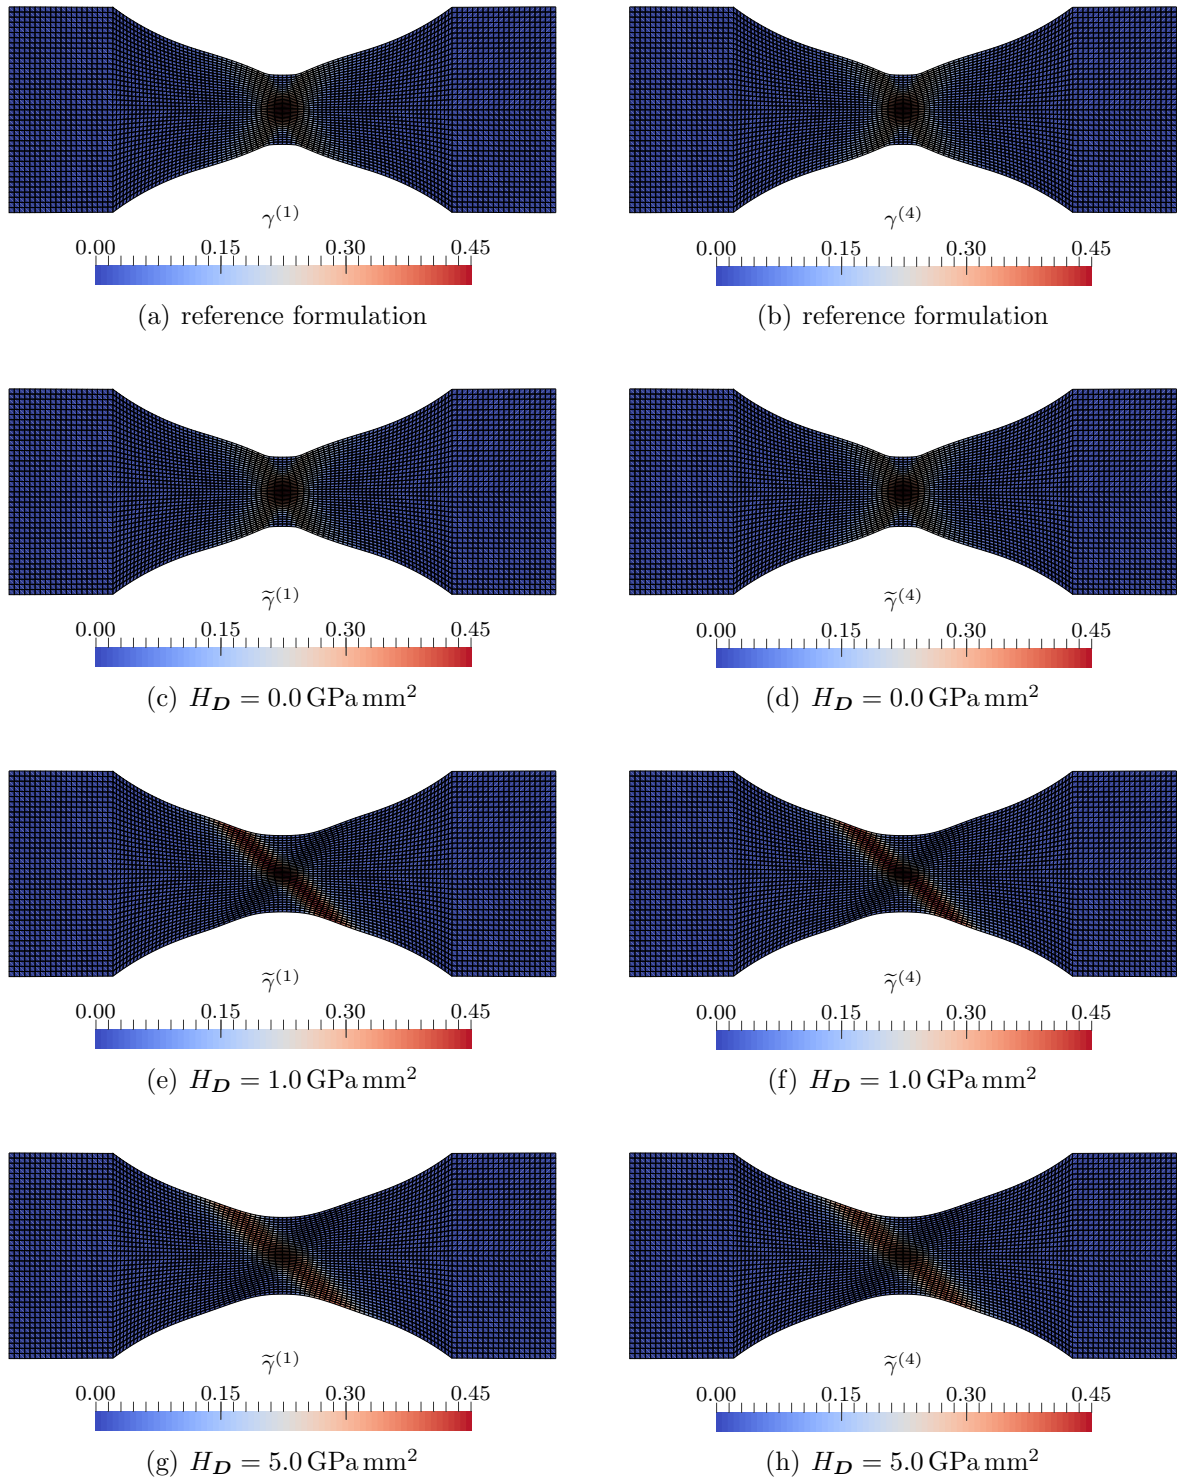 γ(1) γ(4)
0.00 0.15 0.30 0.45 0.00 0.15 0.30 0.45
(a) reference formulation (b) reference formulation
γ̃(1) γ̃(4)
0.00 0.15 0.30 0.45 0.00 0.15 0.30 0.45
(c) H_D = 0.0 GPa mm² (d) H_D = 0.0 GPa mm²
γ̃(1) γ̃(4)
0.00 0.15 0.30 0.45 0.00 0.15 0.30 0.45
(e) H_D = 1.0 GPa mm² (f) H_D = 1.0 GPa mm²
γ̃(1) γ̃(4)
0.00 0.15 0.30 0.45 0.00 0.15 0.30 0.45
(g) H_D = 5.0 GPa mm² (h) H_D = 5.0 GPa mm²